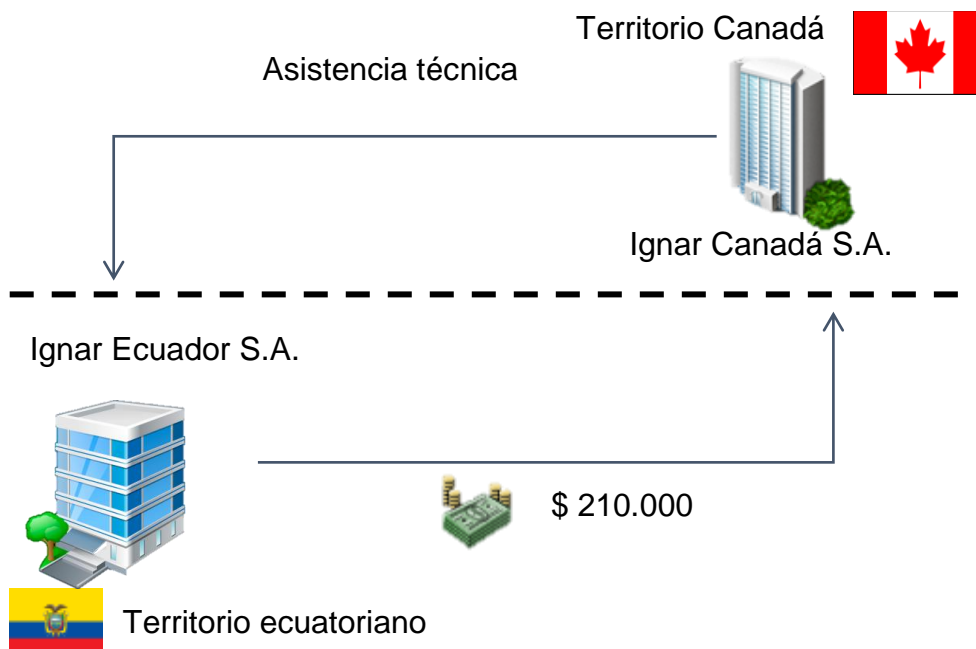 Territorio Canadá
Asistencia técnica
Ignar Canadá S.A.
Ignar Ecuador S.A.
$ 210.000
Territorio ecuatoriano